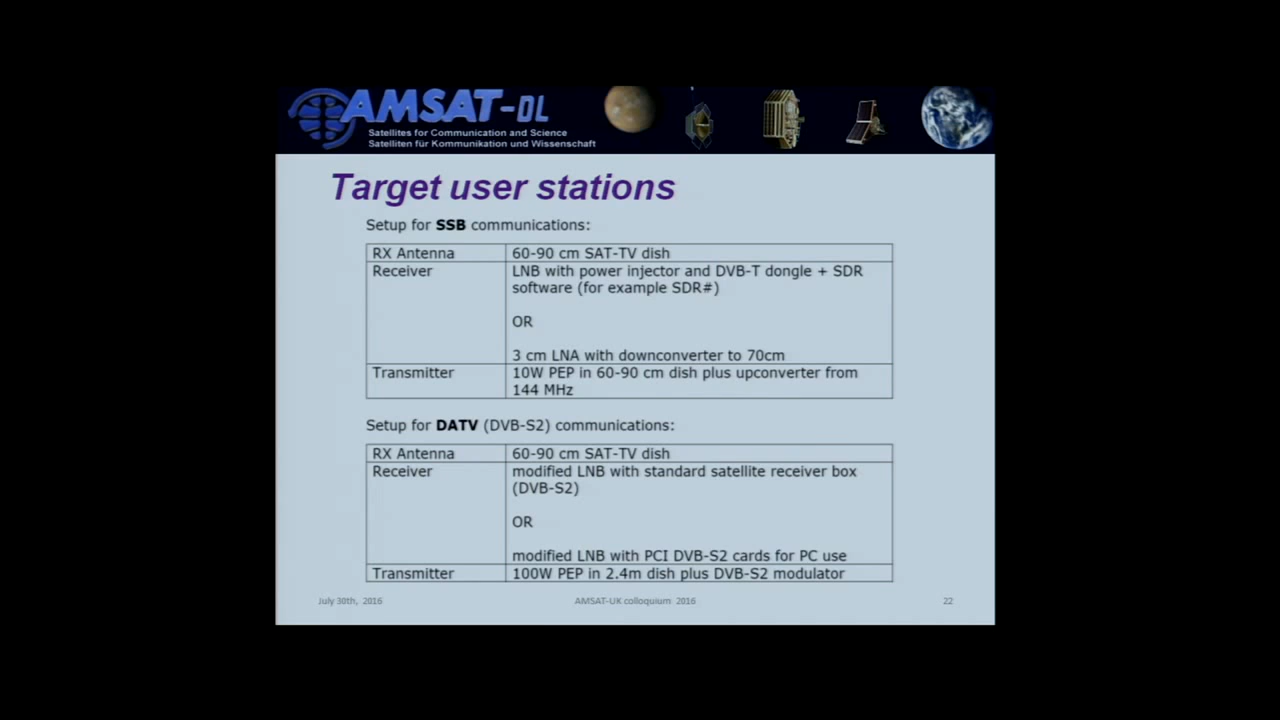 AMSAT-DL
Satellites for Communication and Science
Satelliten für Kommunikation und Wissenschaft
Target user stations
Setup for SSB communications:
RX Antenna 60-90 cm SAT-TV dish
Receiver LNB with power injector and DVB-T dongle + SDR
software (for example SDR#)
OR
3 cm LNA with downconverter to 70cm
Transmitter 10W PEP in 60-90 cm dish plus upconverter from
144 MHz
Setup for DATV (DVB-S2) communications:
RX Antenna 60-90 cm SAT-TV dish
Receiver modified LNB with standard satellite receiver box
(DVB-S2)
OR
modified LNB with PCI DVB-S2 cards for PC use
Transmitter 100W PEP in 2.4m dish plus DVB-S2 modulator
July 30th, 2016 AMSAT-UK colloquium 2016 22